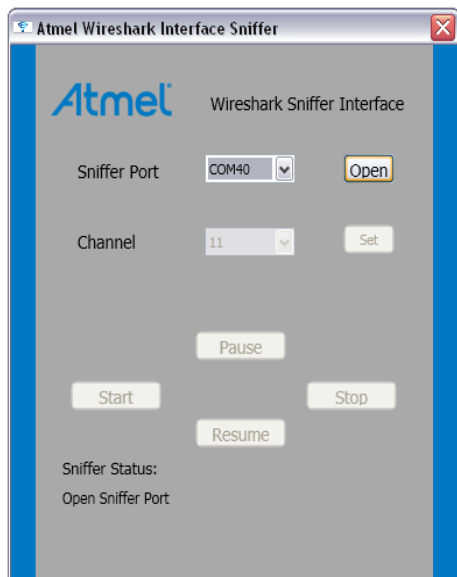 Atmel Wireshark Interface Sniffer
Atmel Wireshark Sniffer Interface
Sniffer Port COM40 Open
Channel 11 Set
Pause
Start Stop
Resume
Sniffer Status:
Open Sniffer Port